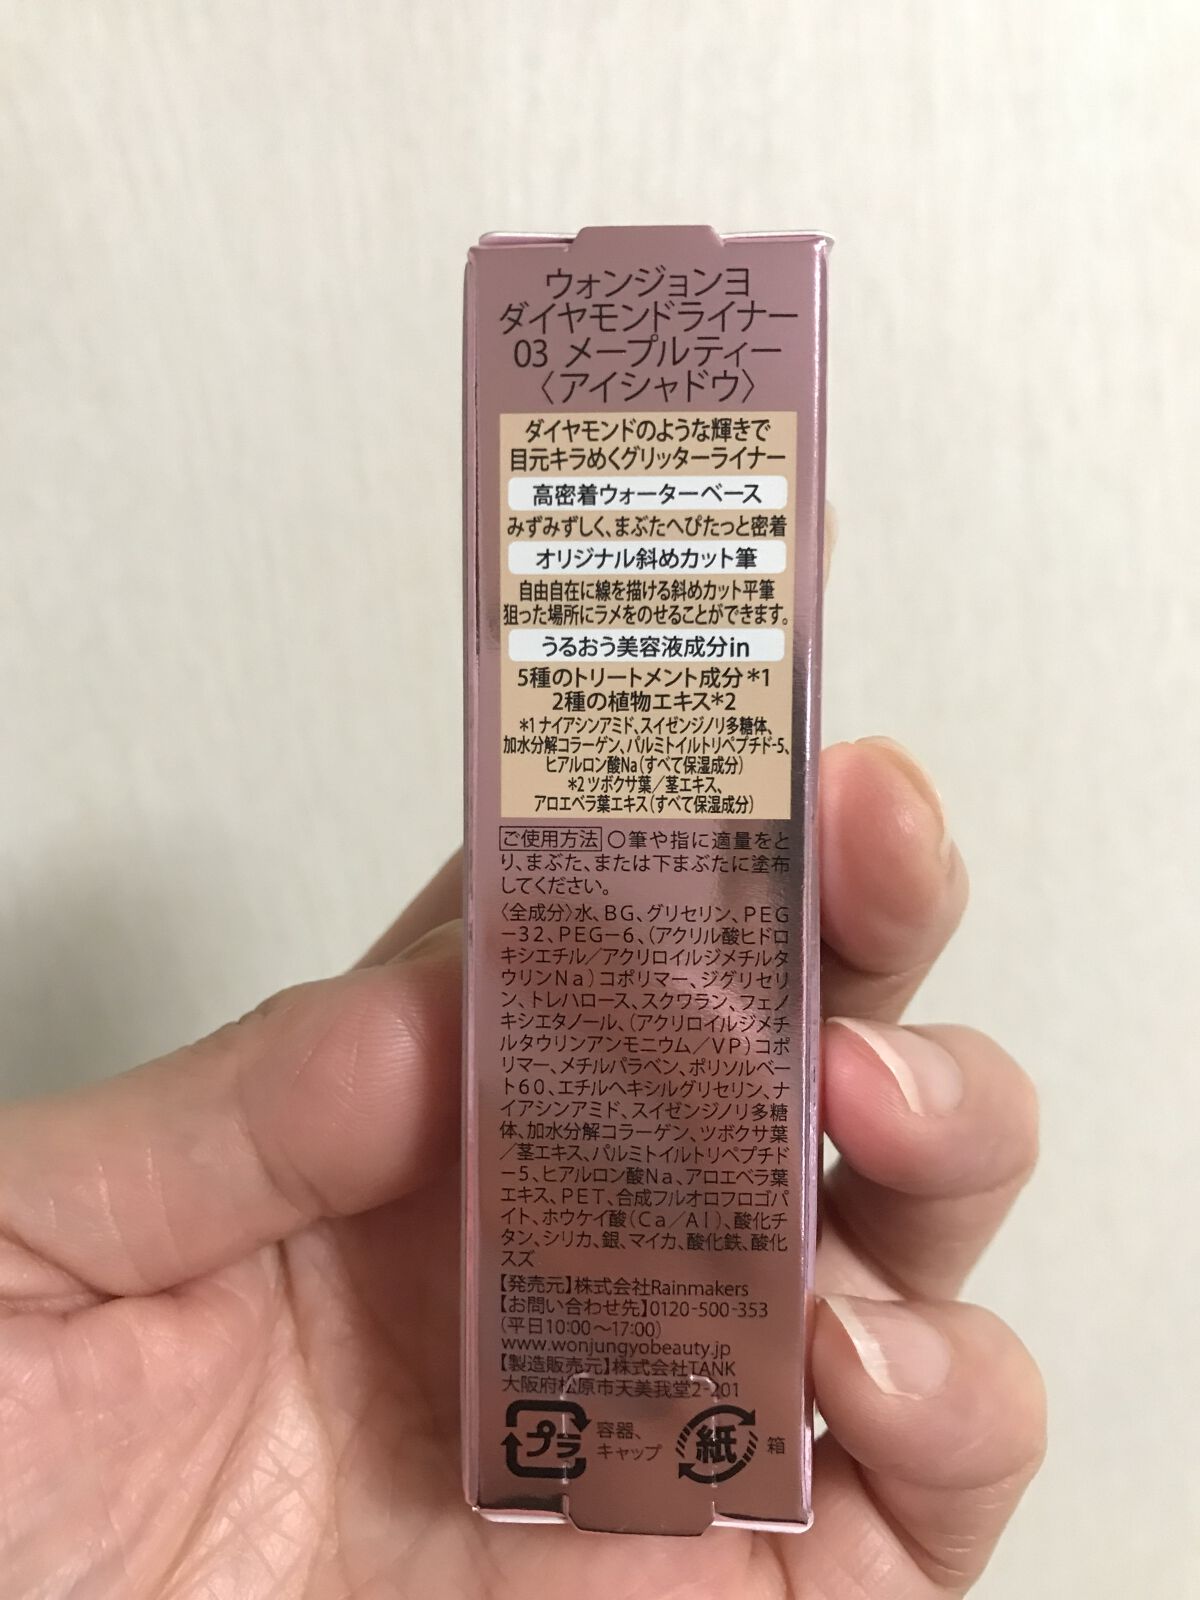 ウォンジョンヨ
ダイヤモンドライナー
03 メープルティー
〈アイシャドウ〉
ダイヤモンドのような輝きで
目元キラめくグリッターライナー
高密着ウォーターベース
みずみずしく、まぶたへぴたっと密着
オリジナル斜めカット筆
自由自在に線を描ける斜めカット平筆
狙った場所にラメをのせることができます。
うるおう美容液成分in
5種のトリートメント成分*1
2種の植物エキス*2
*1 ナイアシンアミド、スイゼンジノリ多糖体、
加水分解コラーゲン、パルミトイルトリペプチド-5、
ヒアルロン酸Na(すべて保湿成分)
*2 ツボクサ葉/茎エキス、
アロエベラ葉エキス(すべて保湿成分)
ご使用方法 〇筆や指に適量をと
り、まぶた、または下まぶたに塗布
してください。
〈全成分〉水、BG、グリセリン、PEG
-32、PEG-6、(アクリル酸ヒドロ
キシエチル/アクリロイルジメチルタ
ウリンNa)コポリマー、ジグリセリ
ン、トレハロース、スクワラン、フェノ
キシエタノール、(アクリロイルジメチ
ルタウリンアンモニウム/VP)コポ
リマー、メチルパラベン、ポリソルベー
ト60、エチルヘキシルグリセリン、ナ
イアシンアミド、スイゼンジノリ多糖
体、加水分解コラーゲン、ツボクサ葉
/茎エキス、パルミトイルトリペプチド
-5、ヒアルロン酸Na、アロエベラ葉
エキス、PET、合成フルオロフロゴパ
イト、ホウケイ酸(Ca/Al)、酸化チ
タン、シリカ、銀、マイカ、酸化鉄、酸化
スズ
【発売元】株式会社Rainmakers
【お問い合わせ先】0120-500-353
(平日10:00〜17:00)
www.wonjungyobeauty.jp
【製造販売元】株式会社TANK
大阪府松原市天美我堂2-201
プラ 容器、
キャップ
紙 箱